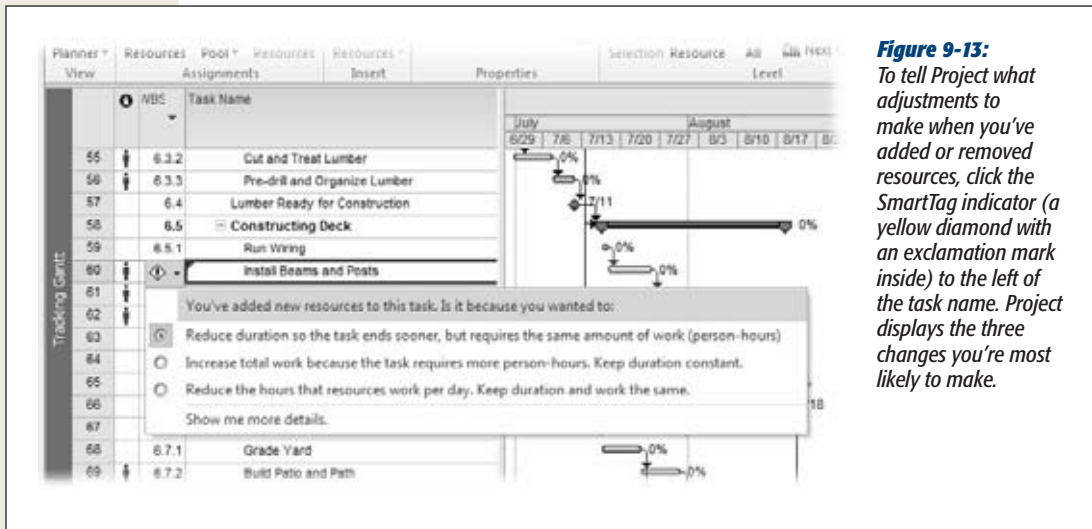 Planner Resources Pool Resources Resources Selection Resource All Next
View Assignments Insert Properties Level
WBS Task Name
July August
6/29 7/6 7/13 7/20 7/27 8/3 8/10 8/17
55 6.3.2 Cut and Treat Lumber 0%
56 6.3.3 Pre-drill and Organize Lumber 0%
57 6.4 Lumber Ready for Construction 7/11
58 6.5 Constructing Deck 0%
59 6.5.1 Run Wiring 0%
60 Install Beams and Posts 0%
61
62
63
64
65
66
67
68 6.7.1 Grade Yard 0%
69 6.7.2 Build Patio and Path 0%
Tracking Gantt
You've added new resources to this task. Is it because you wanted to:
Reduce duration so the task ends sooner, but requires the same amount of work (person-hours)
Increase total work because the task requires more person-hours. Keep duration constant.
Reduce the hours that resources work per day. Keep duration and work the same.
Show me more details.
Figure 9-13:
To tell Project what
adjustments to
make when you've
added or removed
resources, click the
SmartTag indicator (a
yellow diamond with
an exclamation mark
inside) to the left of
the task name. Project
displays the three
changes you're most
likely to make.